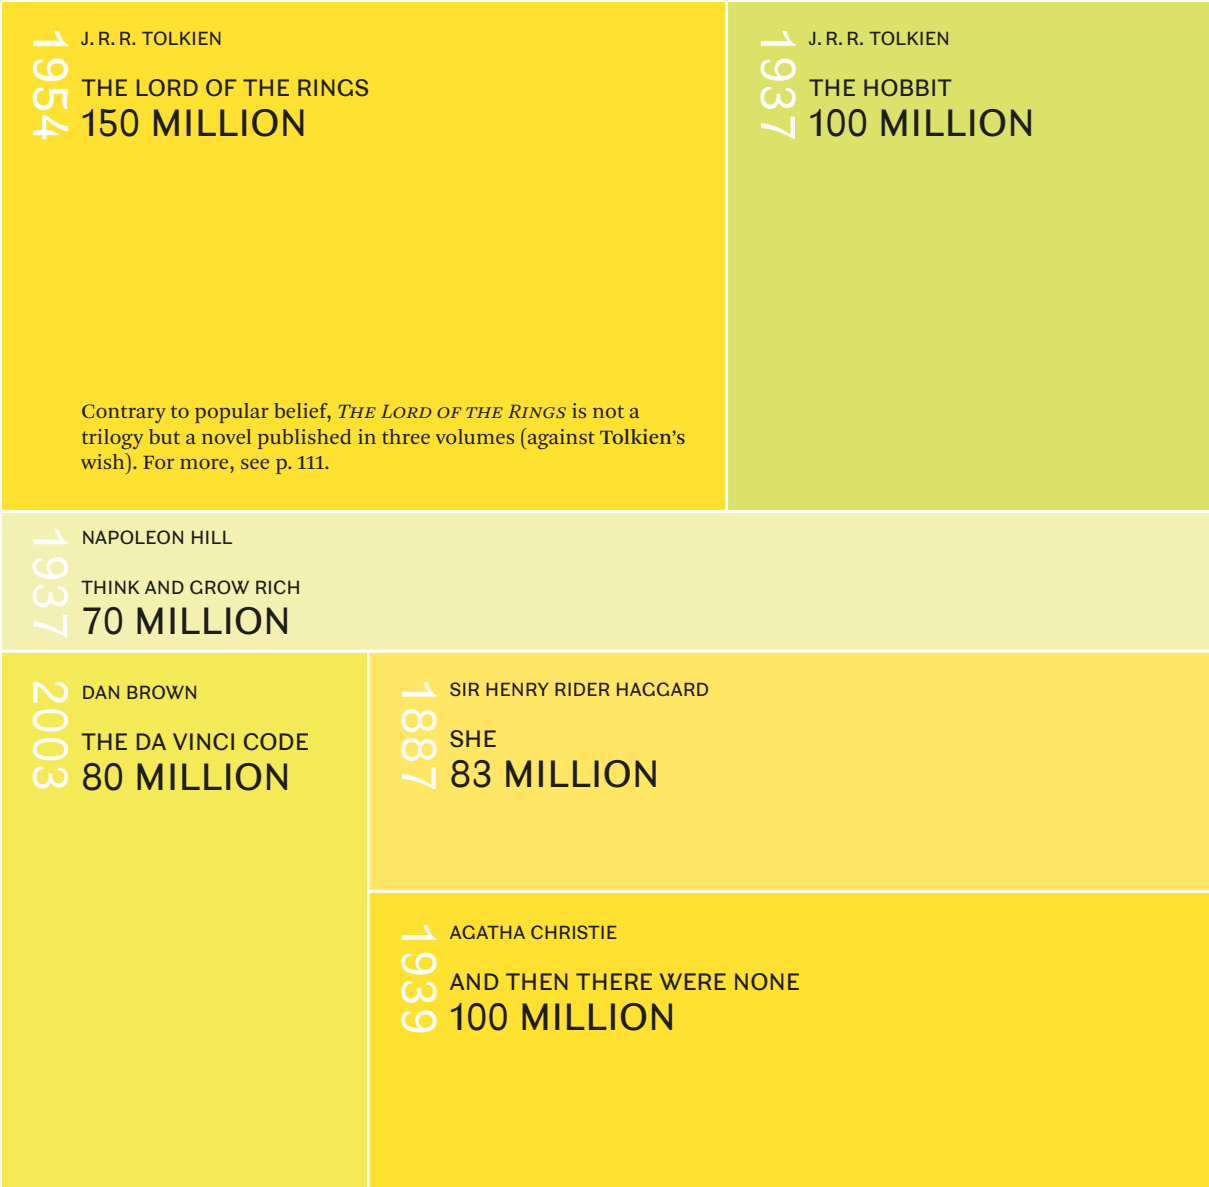 1954
J. R. R. TOLKIEN
THE LORD OF THE RINGS
150 MILLION
Contrary to popular belief, THE LORD OF THE RINGS is not a
trilogy but a novel published in three volumes (against Tolkien’s
wish). For more, see p. 111.
1937
J. R. R. TOLKIEN
THE HOBBIT
100 MILLION
1937
NAPOLEON HILL
THINK AND GROW RICH
70 MILLION
2003
DAN BROWN
THE DA VINCI CODE
80 MILLION
1887
SIR HENRY RIDER HAGGARD
SHE
83 MILLION
1939
AGATHA CHRISTIE
AND THEN THERE WERE NONE
100 MILLION